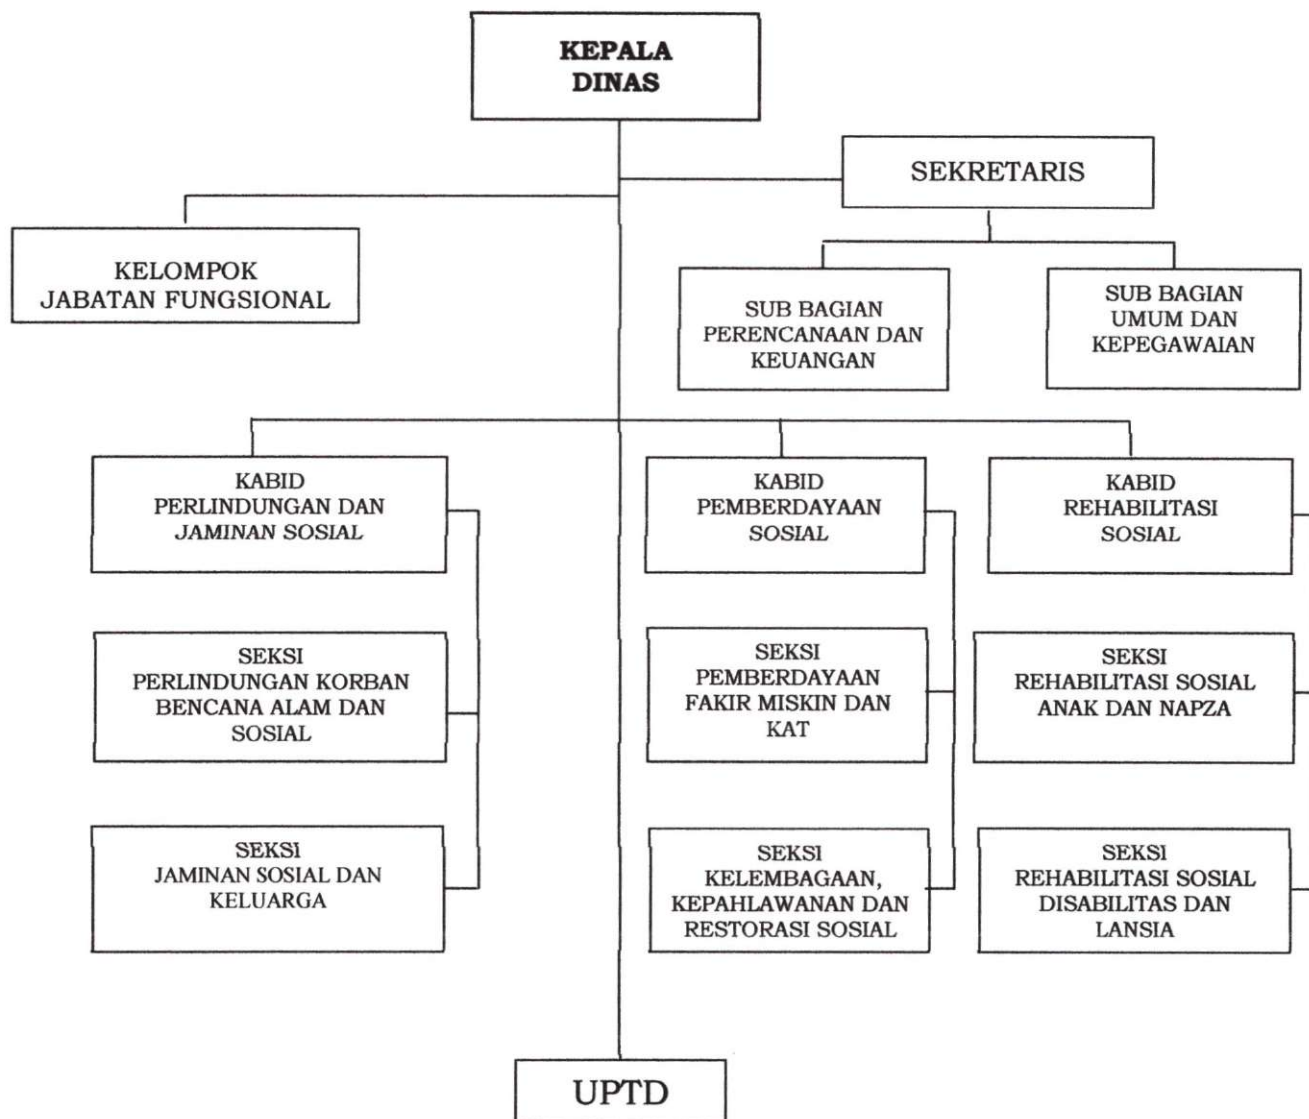 KEPALA
DINAS
SEKRETARIS
KELOMPOK
JABATAN FUNGSIONAL
SUB BAGIAN
PERENCANAAN DAN
KEUANGAN
SUB BAGIAN
UMUM DAN
KEPEGAWAIAN
KABID
PERLINDUNGAN DAN
JAMINAN SOSIAL
KABID
PEMBERDAYAAN
SOSIAL
KABID
REHABILITASI
SOSIAL
SEKSI
PERLINDUNGAN KORBAN
BENCANA ALAM DAN
SOSIAL
SEKSI
PEMBERDAYAAN
FAKIR MISKIN DAN
KAT
SEKSI
REHABILITASI SOSIAL
ANAK DAN NAPZA
SEKSI
JAMINAN SOSIAL DAN
KELUARGA
SEKSI
KELEMBAGAAN,
KEPAHLAWANAN DAN
RESTORASI SOSIAL
SEKSI
REHABILITASI SOSIAL
DISABILITAS DAN
LANSIA
UPTD